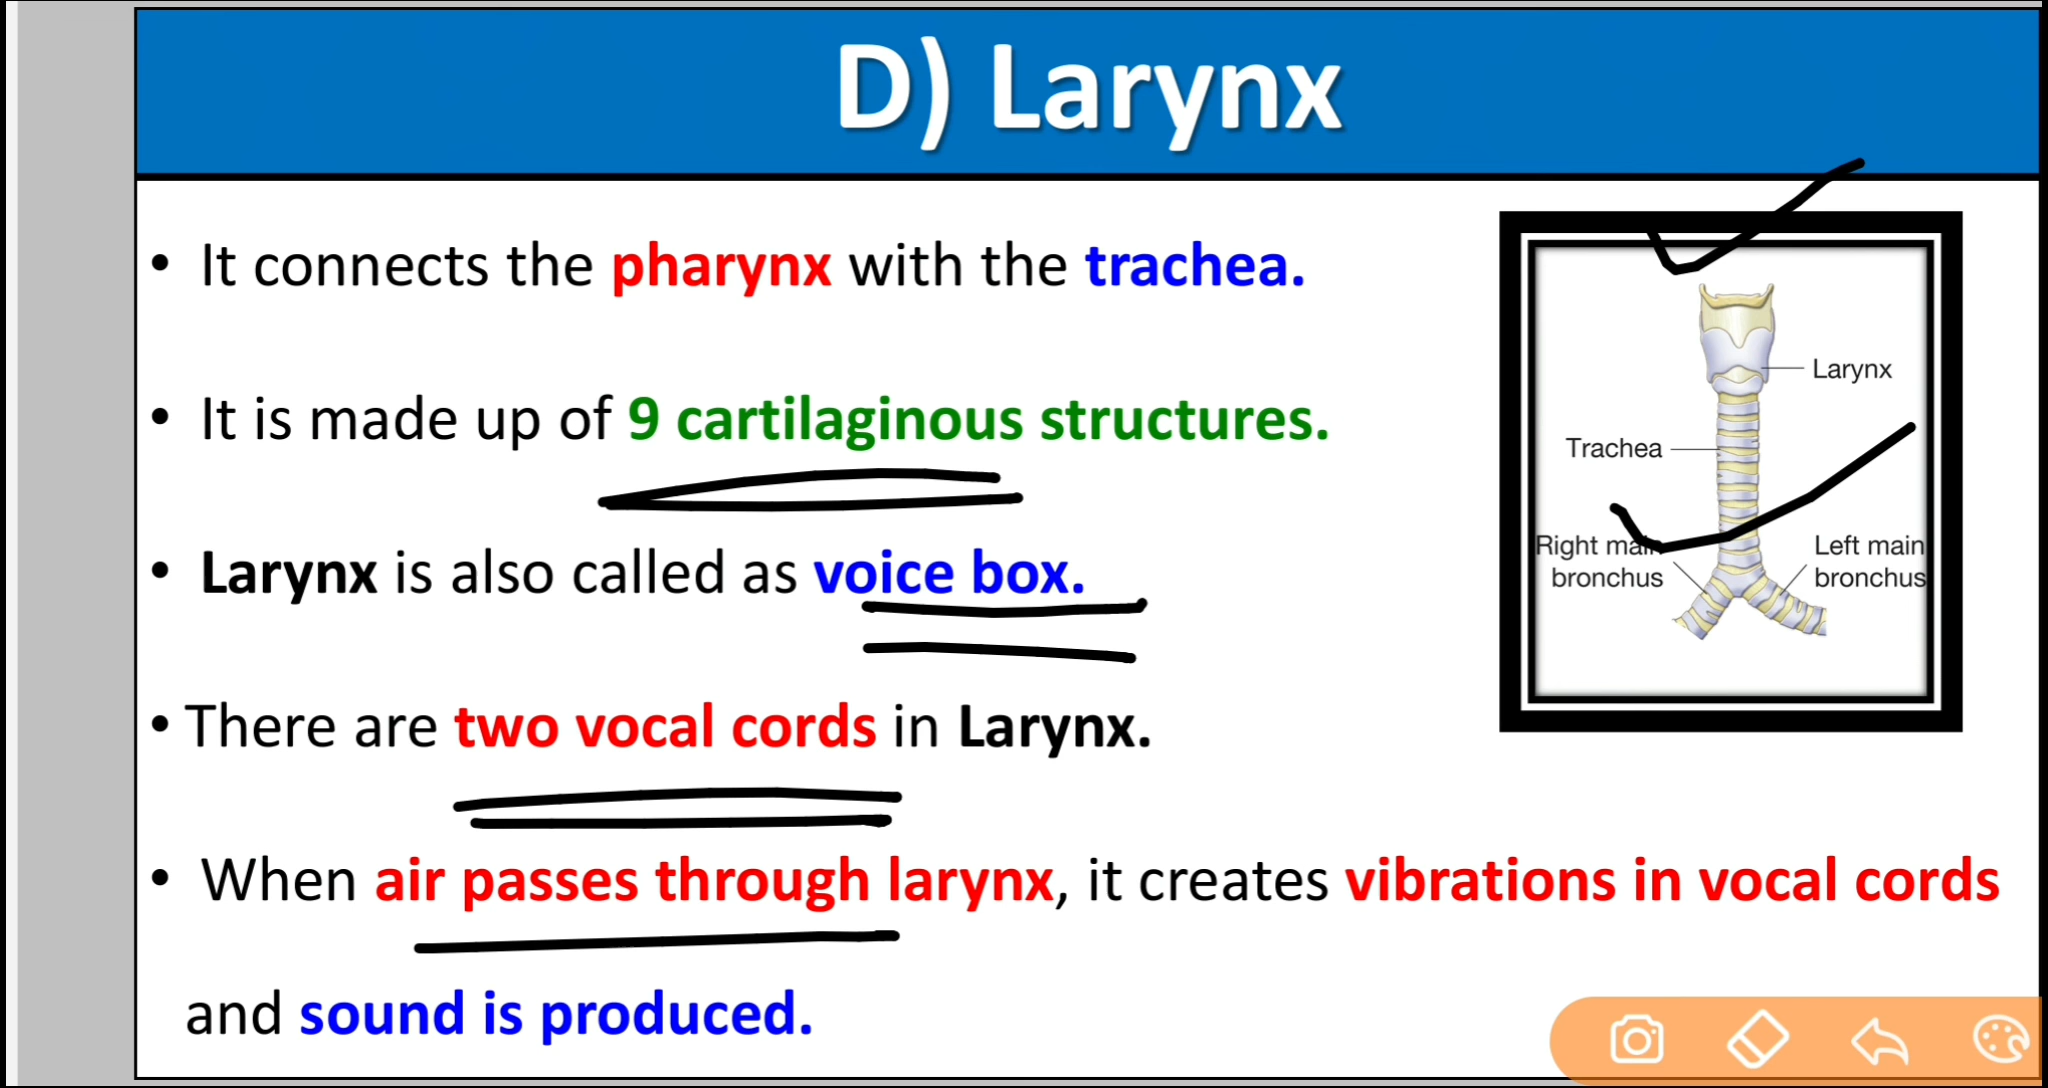 D) Larynx
• It connects the pharynx with the trachea.
• It is made up of 9 cartilaginous structures.
• Larynx is also called as voice box.
• There are two vocal cords in Larynx.
• When air passes through larynx, it creates vibrations in vocal cords
and sound is produced.
Larynx
Trachea
Right main
bronchus
Left main
bronchus